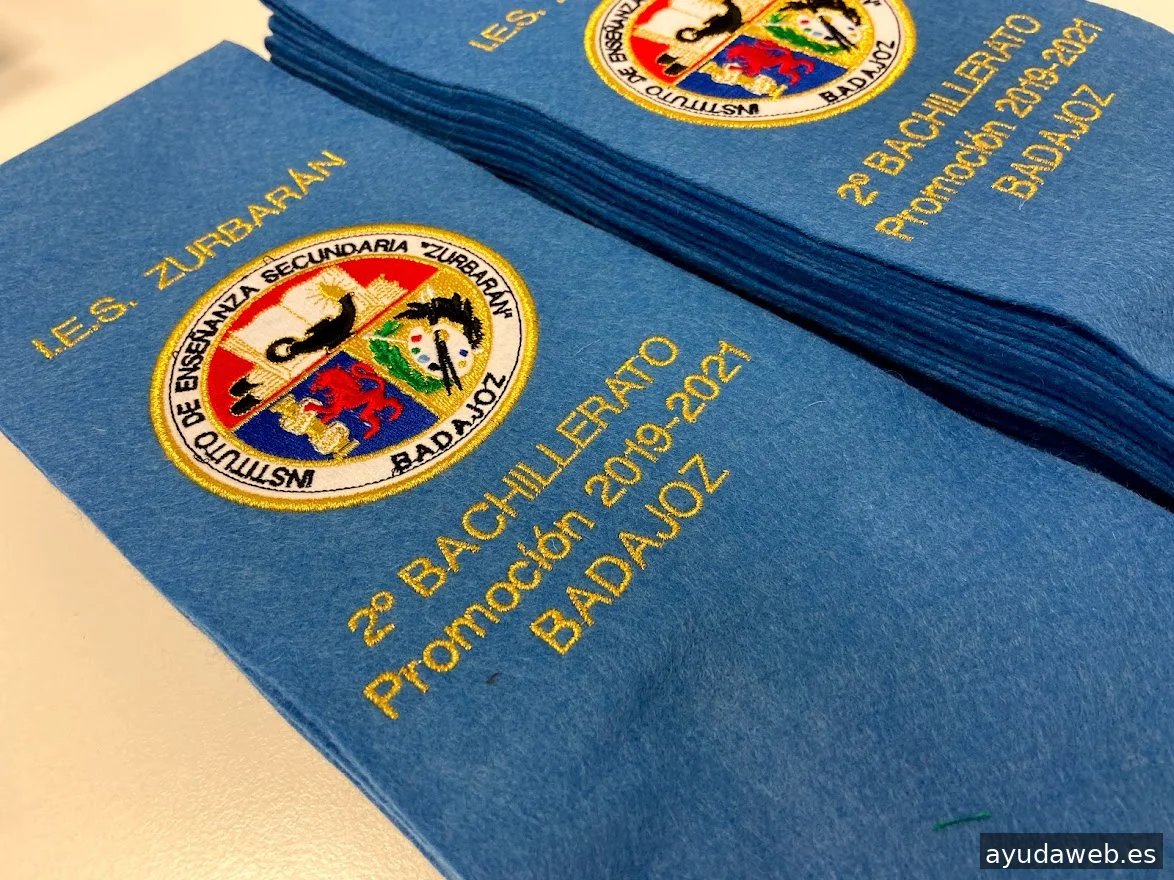 I.E.S. ZURBARÁN
INSTITUTO DE ENSEÑANZA SECUNDARIA "ZURBARÁN"
BADAJOZ
2º BACHILLERATO
Promoción 2019-2021
BADAJOZ
I.E.S.
INSTITUTO DE ENSEÑANZA
BADAJOZ
2º BACHILLERATO
Promoción 2019-2021
BADAJOZ
ayudaweb.es